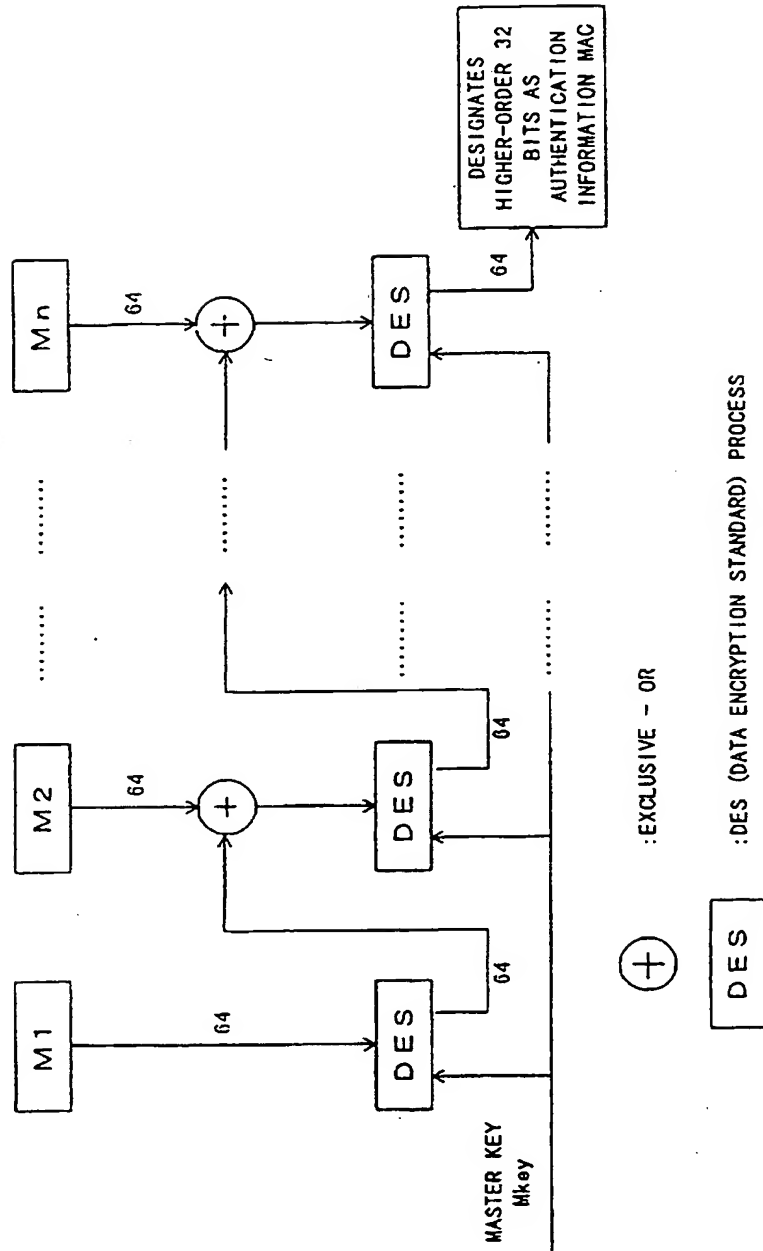 M1
M2
Mn
64
64
64
DES
DES
DES
64
64
64
DESIGNATES
HIGHER-ORDER 32
BITS AS
AUTHENTICATION
INFORMATION MAC
MASTER KEY
Mkey
........
........
........
........
........
........
........
........
+
+
+
:EXCLUSIVE - OR
DES
:DES (DATA ENCRYPTION STANDARD) PROCESS